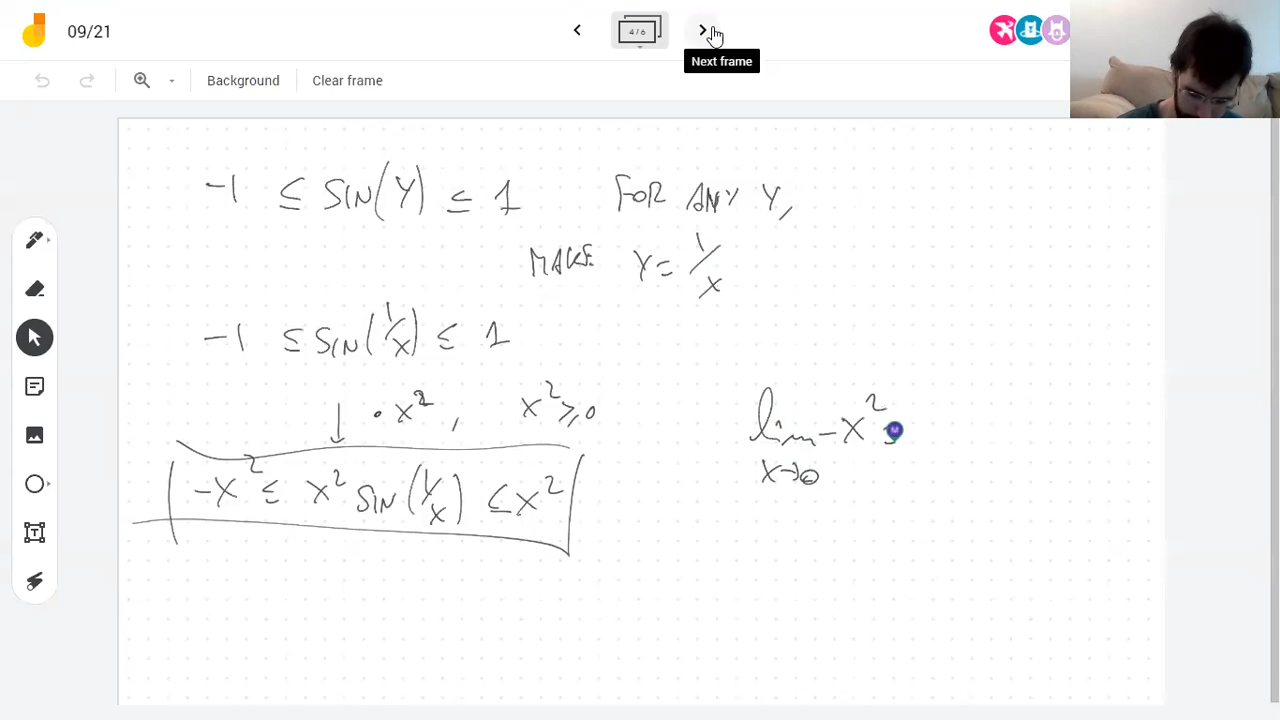 09/21
4/6
Next frame
Background
Clear frame
-1 ≤ SIN(Y) ≤ 1 FOR ANY Y,
MAKE Y = 1/X
-1 ≤ SIN(1/X) ≤ 1
↓ · X², X² ≥ 0
-X² ≤ X² SIN(1/X) ≤ X²
lim -X²
X→0
M